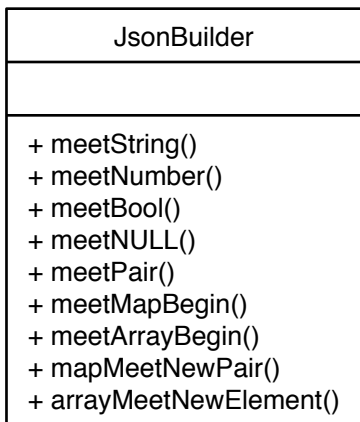 JsonBuilder
+ meetString()
+ meetNumber()
+ meetBool()
+ meetNULL()
+ meetPair()
+ meetMapBegin()
+ meetArrayBegin()
+ mapMeetNewPair()
+ arrayMeetNewElement()